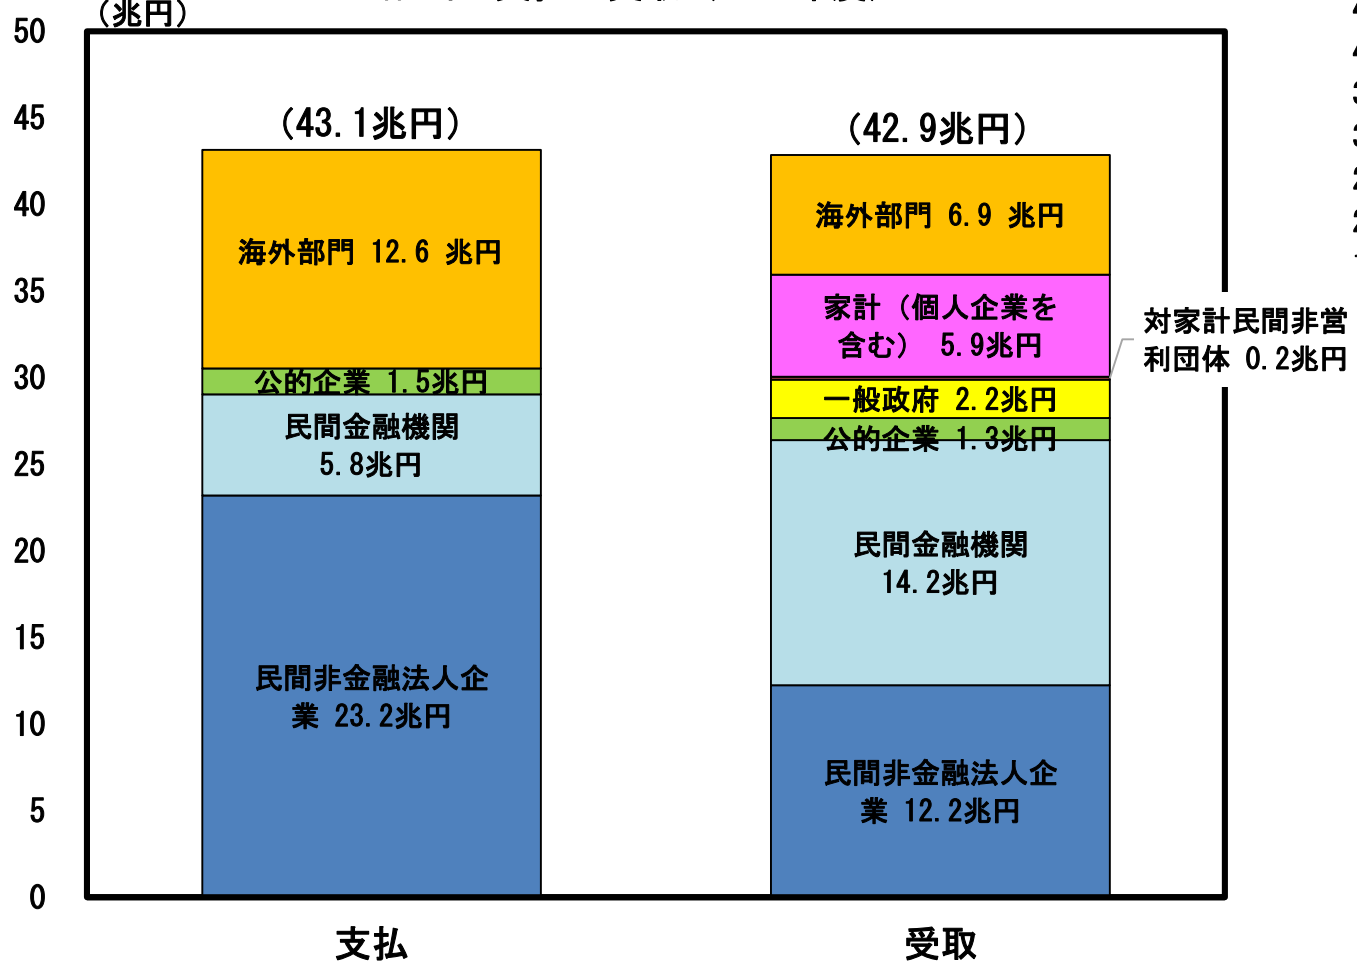 (兆円)
50
45
40
35
30
25
20
15
10
5
0
(43.1兆円)
海外部門 12.6 兆円
公的企業 1.5兆円
民間金融機関
5.8兆円
民間非金融法人企
業 23.2兆円
支払
(42.9兆円)
海外部門 6.9 兆円
家計（個人企業を
含む） 5.9兆円
対家計民間非営
利団体 0.2兆円
一般政府 2.2兆円
公的企業 1.3兆円
民間金融機関
14.2兆円
民間非金融法人企
業 12.2兆円
受取